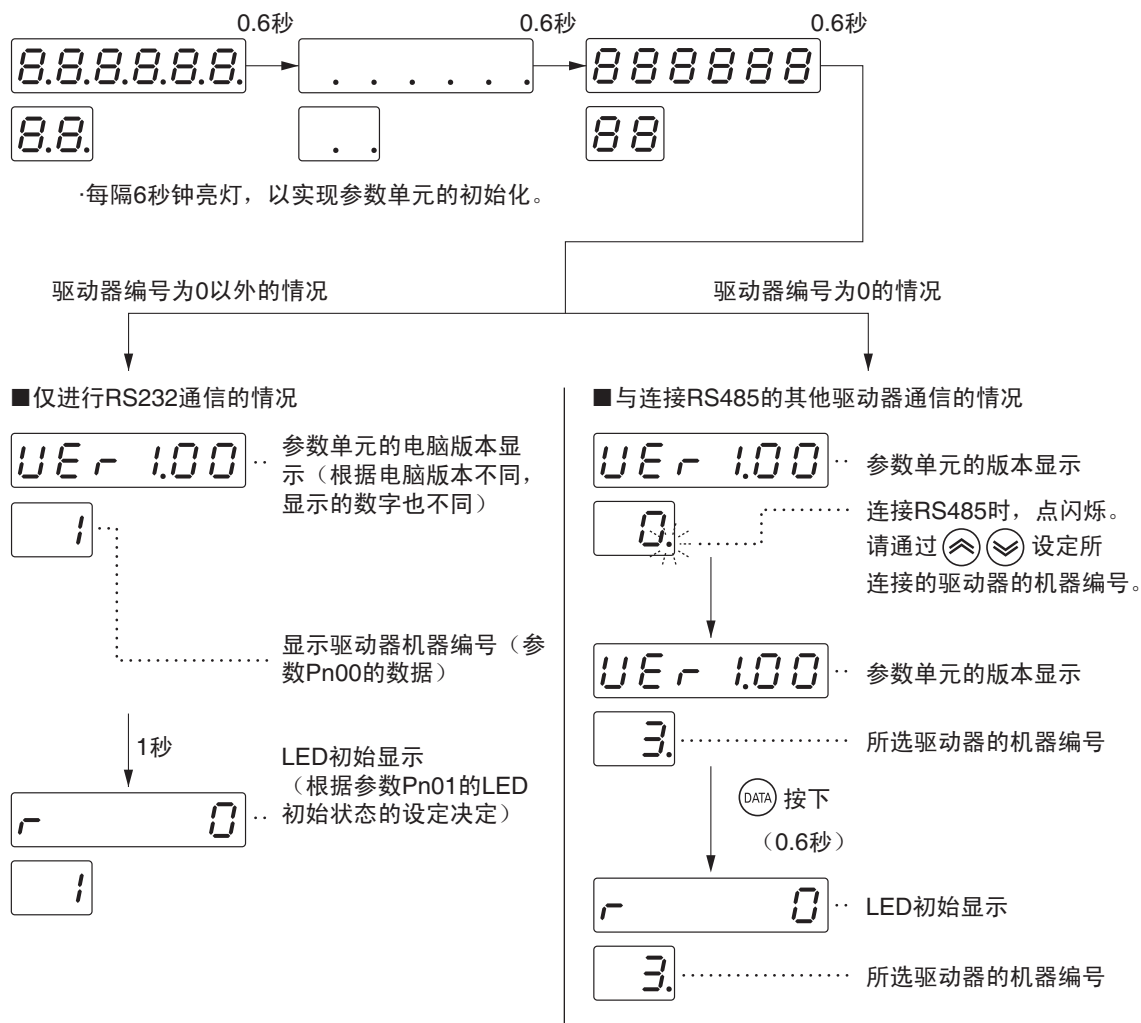 0.6秒 0.6秒 0.6秒
8.8.8.8.8.8. . . . . . . 888888
8.8. . . 88
·每隔6秒钟亮灯，以实现参数单元的初始化。
驱动器编号为0以外的情况
■仅进行RS232通信的情况
UEr 1.00
参数单元的电脑版本显
示（根据电脑版本不同，
显示的数字也不同）
1
显示驱动器机器编号（参
数Pn00的数据）
1秒
LED初始显示
（根据参数Pn01的LED
初始状态的设定决定）
r 0
1
驱动器编号为0的情况
■与连接RS485的其他驱动器通信的情况
UEr 1.00 参数单元的版本显示
0.
连接RS485时，点闪烁。
请通过 设定所
连接的驱动器的机器编号。
UEr 1.00 参数单元的版本显示
3. 所选驱动器的机器编号
DATA 按下
（0.6秒）
r 0 LED初始显示
3. 所选驱动器的机器编号